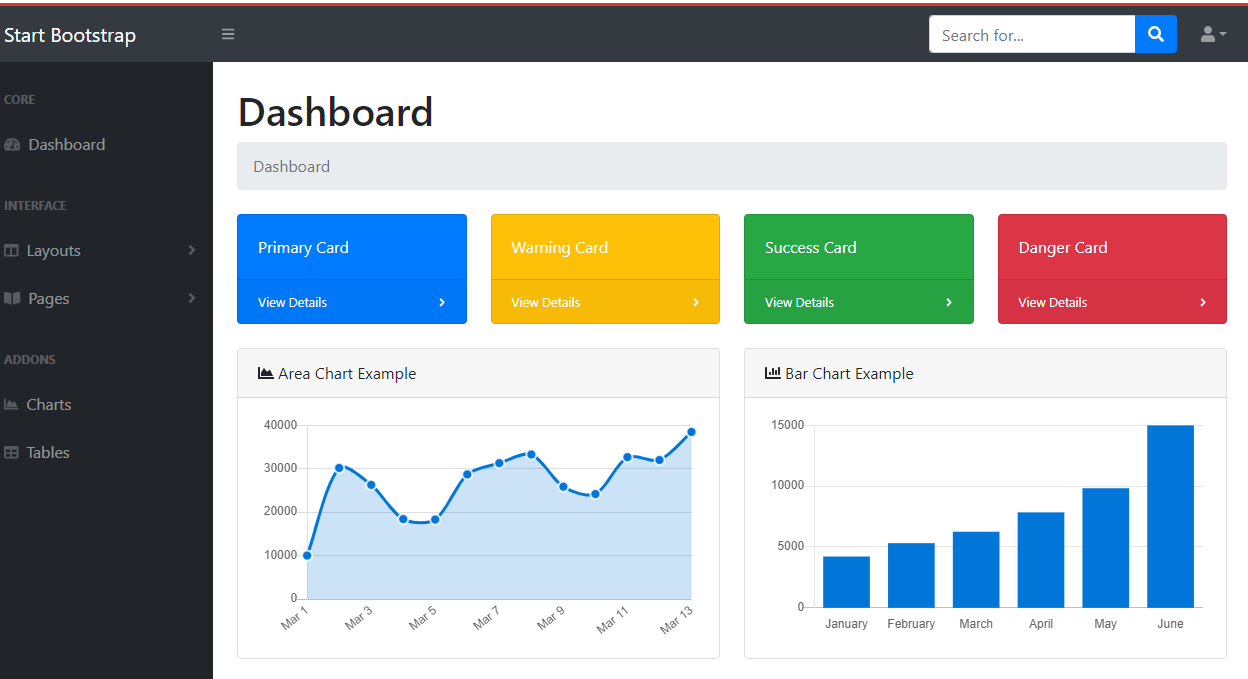 Start Bootstrap
Search for...
CORE
Dashboard
INTERFACE
Layouts
Pages
ADDONS
Charts
Tables
Dashboard
Dashboard
Primary Card
View Details
Warning Card
View Details
Success Card
View Details
Danger Card
View Details
Area Chart Example
40000
30000
20000
10000
0
Mar 1 Mar 3 Mar 5 Mar 7 Mar 9 Mar 11 Mar 13
Bar Chart Example
15000
10000
5000
0
January February March April May June